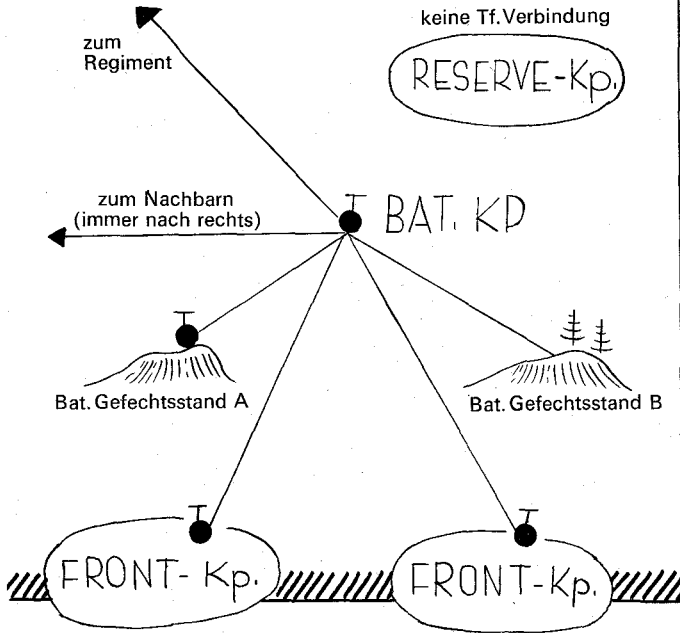 keine Tf. Verbindung
zum
Regiment
RESERVE-Kp.
zum Nachbarn
(immer nach rechts)
BAT. KP
Bat. Gefechtsstand A
Bat. Gefechtsstand B
FRONT-Kp.
FRONT-Kp.